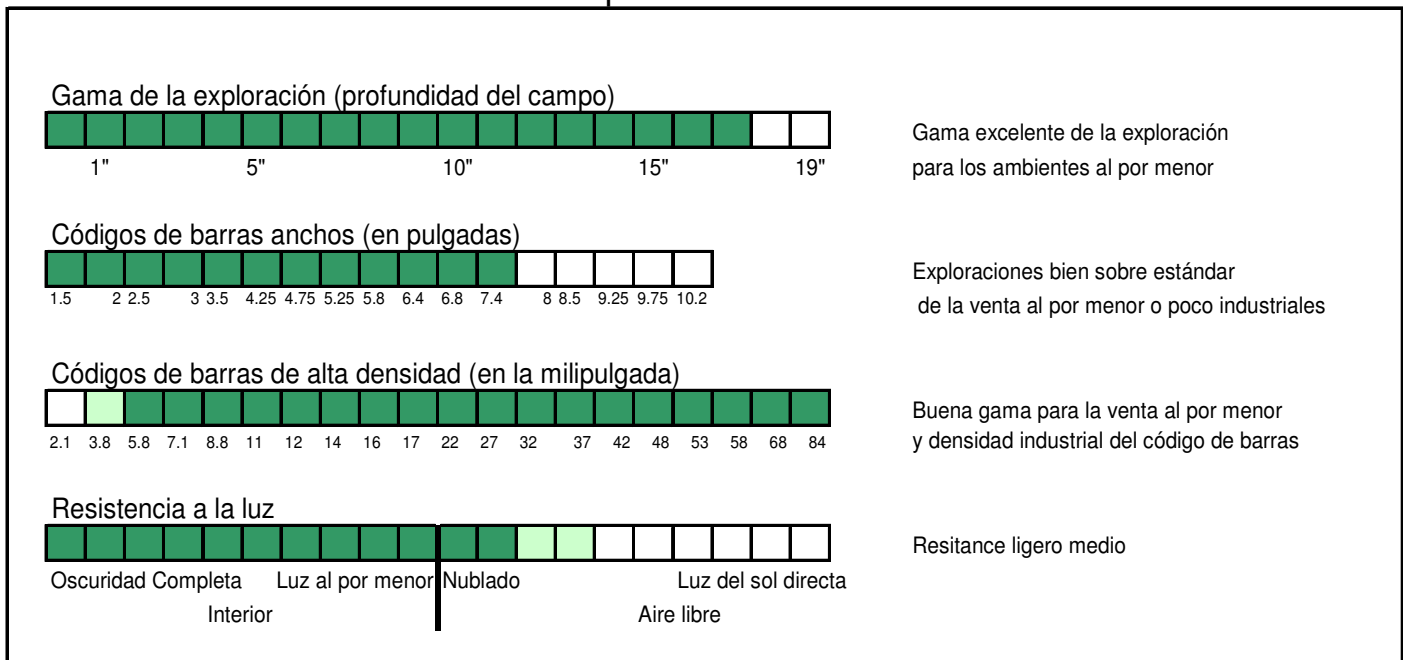 Gama de la exploración (profundidad del campo)
1" 5" 10" 15" 19"
Gama excelente de la exploración
para los ambientes al por menor
Códigos de barras anchos (en pulgadas)
1.5 2 2.5 3 3.5 4.25 4.75 5.25 5.8 6.4 6.8 7.4 8 8.5 9.25 9.75 10.2
Exploraciones bien sobre estándar
de la venta al por menor o poco industriales
Códigos de barras de alta densidad (en la milipulgada)
2.1 3.8 5.8 7.1 8.8 11 12 14 16 17 22 27 32 37 42 48 53 58 68 84
Buena gama para la venta al por menor
y densidad industrial del código de barras
Resistencia a la luz
Resitance ligero medio
Oscuridad Completa Luz al por menor Nublado Luz del sol directa
Interior Aire libre